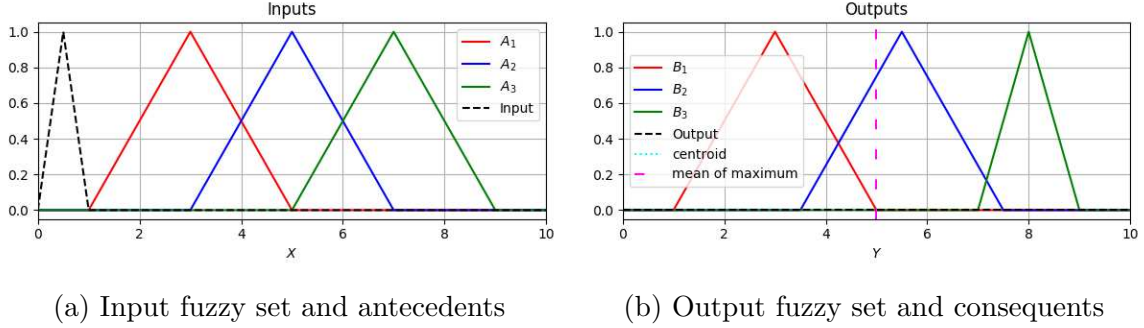 Inputs
1.0
0.8
0.6
0.4
0.2
0.0
A1
A2
A3
Input
0 2 4 6 8 10
X
(a) Input fuzzy set and antecedents
Outputs
1.0
0.8
0.6
0.4
0.2
0.0
B1
B2
B3
Output
centroid
mean of maximum
0 2 4 6 8 10
Y
(b) Output fuzzy set and consequents